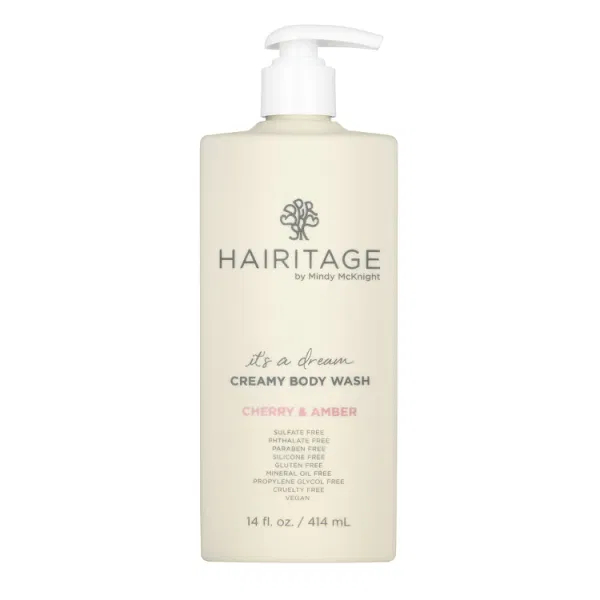 HAIRITAGE
by Mindy McKnight
it's a dream
CREAMY BODY WASH
CHERRY & AMBER
SULFATE FREE
PHTHALATE FREE
PARABEN FREE
SILICONE FREE
GLUTEN FREE
MINERAL OIL FREE
PROPYLENE GLYCOL FREE
CRUELTY FREE
VEGAN
14 fl. oz. / 414 mL